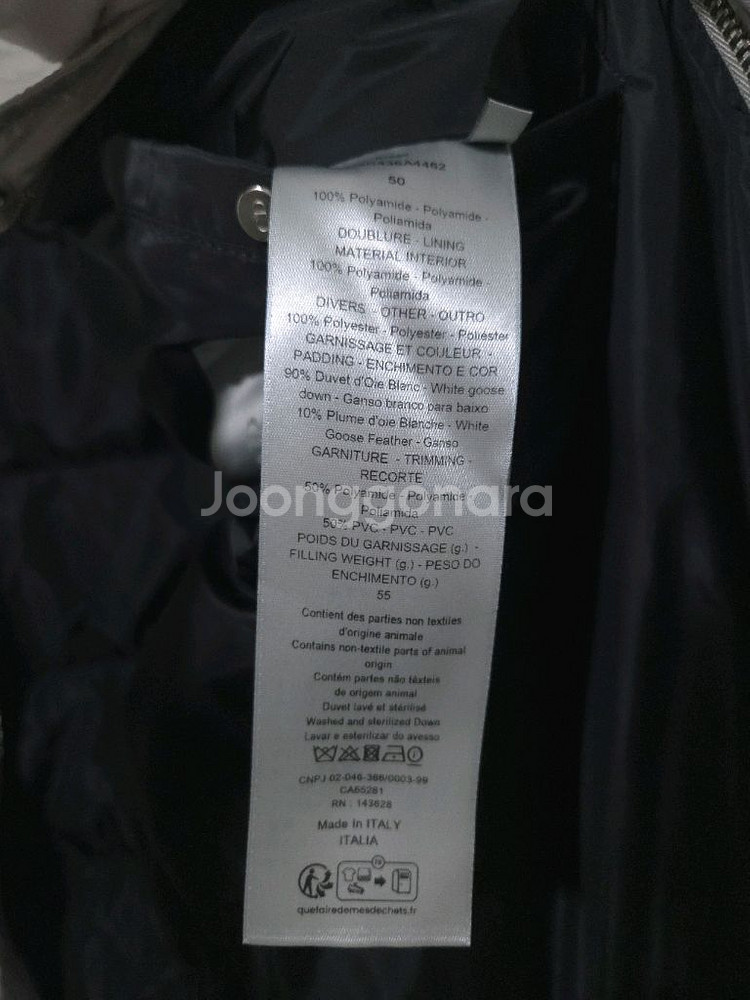 50
100% Polyamide - Polyamide -
Poliamida
DOUBLURE - LINING
MATERIAL INTERIOR
100% Polyamide - Polyamide -
Poliamida
DIVERS - OTHER - OUTRO
100% Polyester - Polyester - Poliester
GARNISSAGE ET COULEUR -
PADDING - ENCHIMENTO E COR
90% Duvet d'Oie Blanc - White goose
down - Ganso branco para baixo
10% Plume d'oie Blanche - White
Goose Feather - Ganso
GARNITURE - TRIMMING -
RECORTE
50% Polyamide - Polyamide -
Joonggonara
Poliamida
50% PVC - PVC - PVC
POIDS DU GARNISSAGE (g.) -
FILLING WEIGHT (g.) - PESO DO
ENCHIMENTO (g.)
55
Contient des parties non textiles
d'origine animale
Contains non-textile parts of animal
origin
Contém partes não têxteis
de origem animal
Duvet lavé et stérilisé
Washed and sterilized Down
Lavar e esterilizar do avesso
CNPJ 02-046-386/0003-99
CA55281
RN : 143628
Made in ITALY
ITALIA
FR
quefairedemesdechets.fr